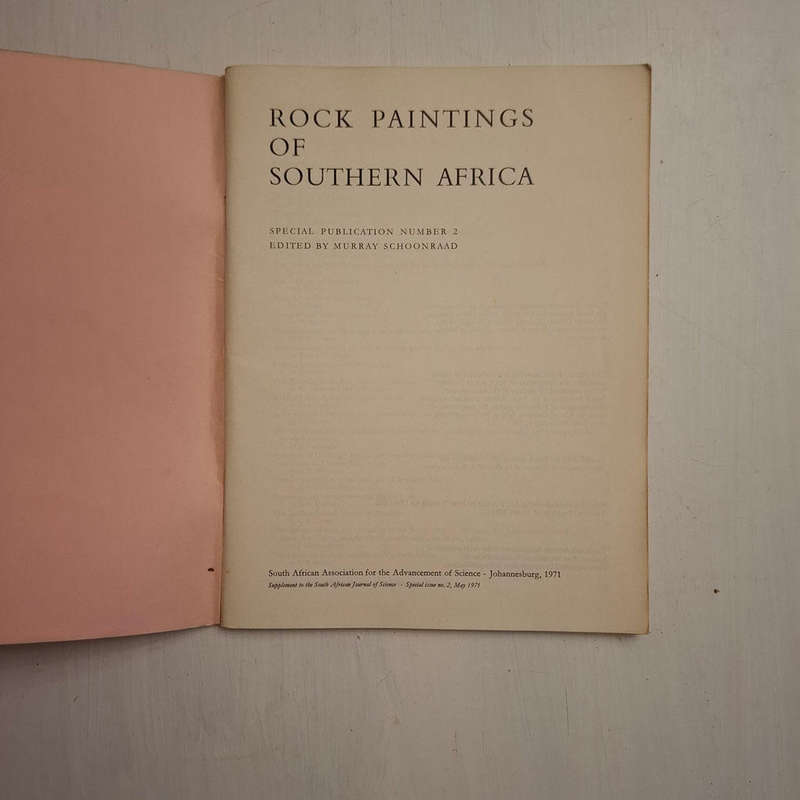 ROCK PAINTINGS
OF
SOUTHERN AFRICA
SPECIAL PUBLICATION NUMBER 2
EDITED BY MURRAY SCHOONRAAD
South African Association for the Advancement of Science - Johannesburg, 1971
Supplement to the South African Journal of Science - Special issue no. 2, May 1971